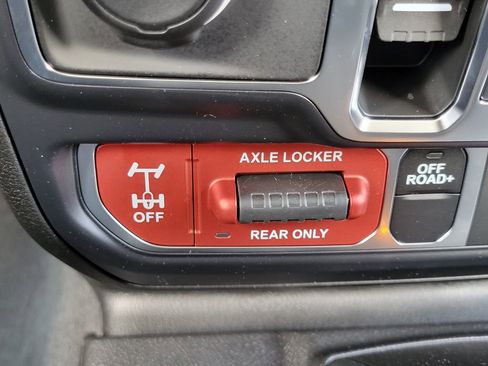 AXLE LOCKER
OFF
REAR ONLY
OFF
ROAD+